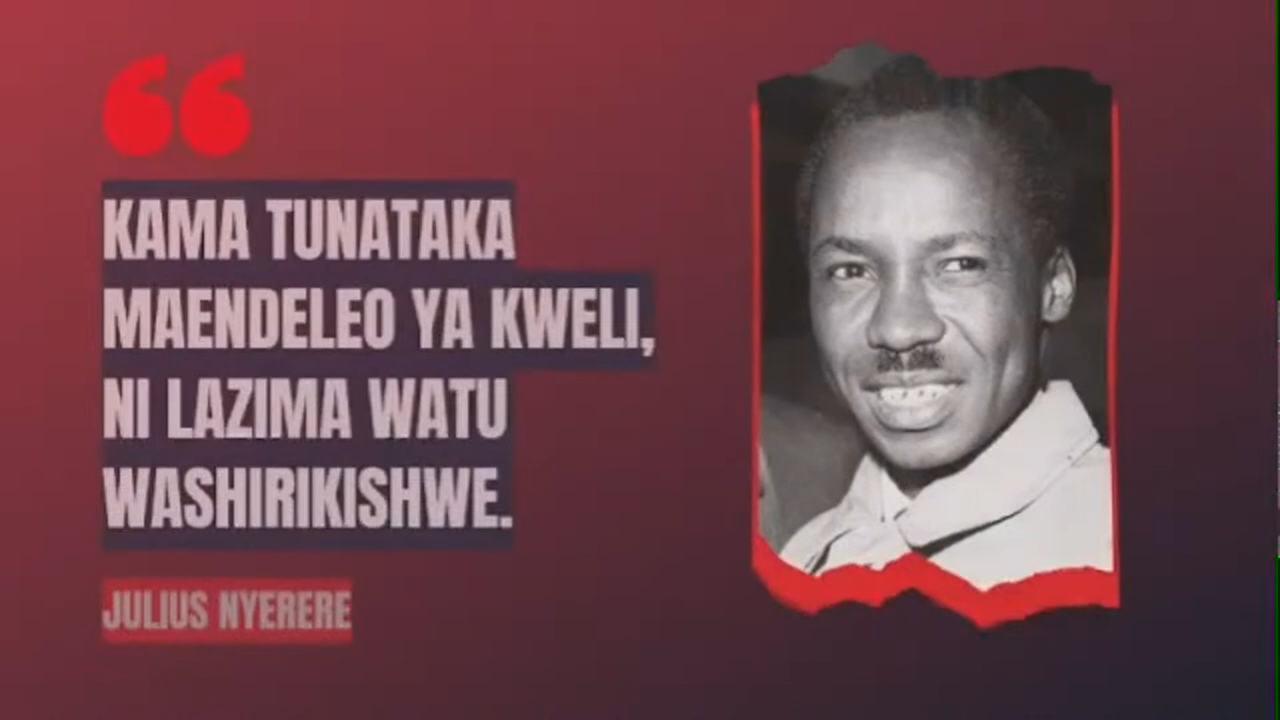 KAMA TUNATAKA
MAENDELEO YA KWELI,
NI LAZIMA WATU
WASHIRIKISHWE.
JULIUS NYERERE